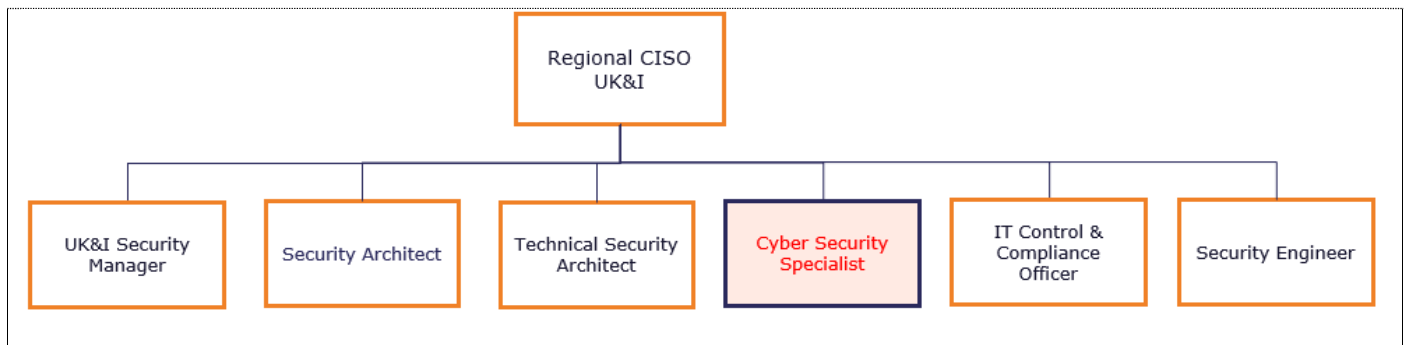 Regional CISO
UK&I
UK&I Security
Manager
Security Architect
Technical Security
Architect
Cyber Security
Specialist
IT Control &
Compliance
Officer
Security Engineer